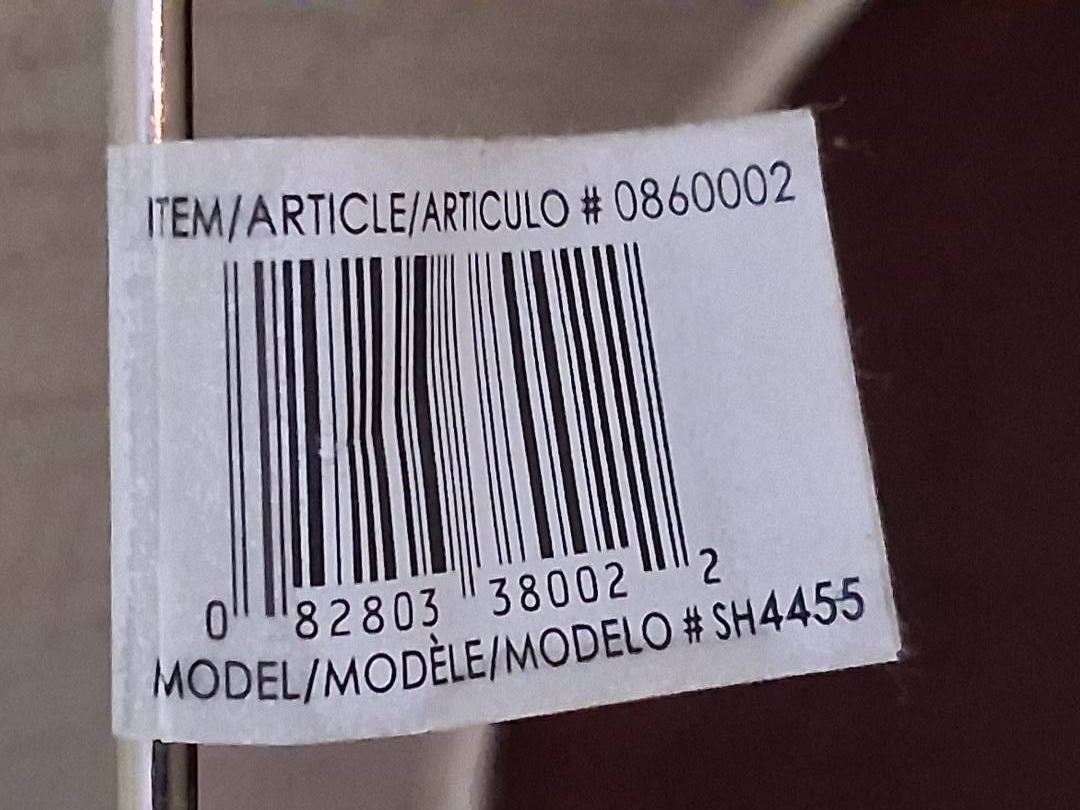 ITEM/ARTICLE/ARTICULO # 0860002
0 82803 38002 2
MODEL/MODÈLE/MODELO # SH4455